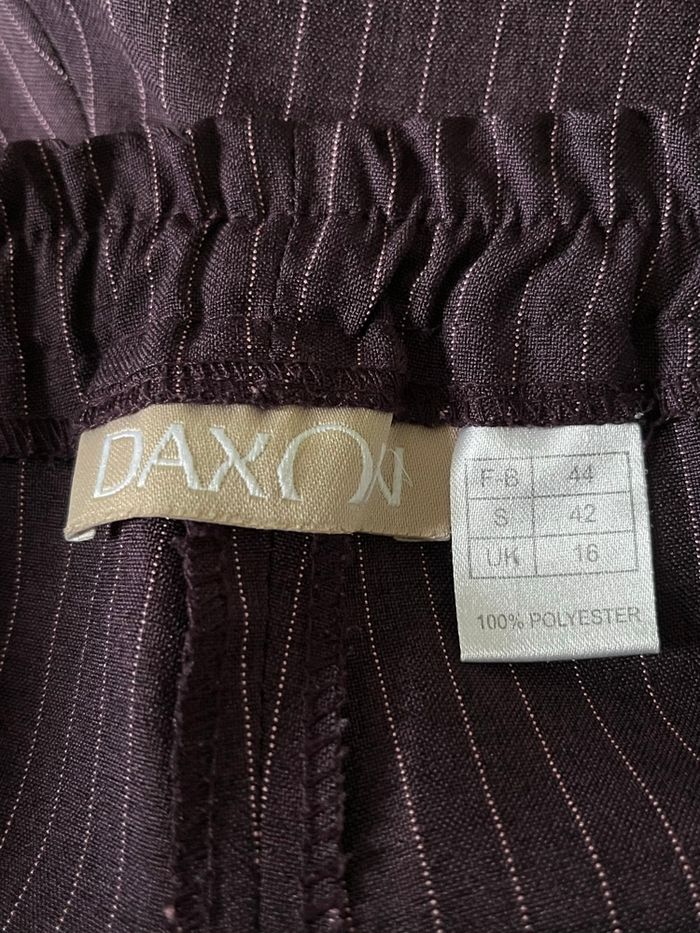 DAXON
F-B 44
S 42
UK 16
100% POLYESTER